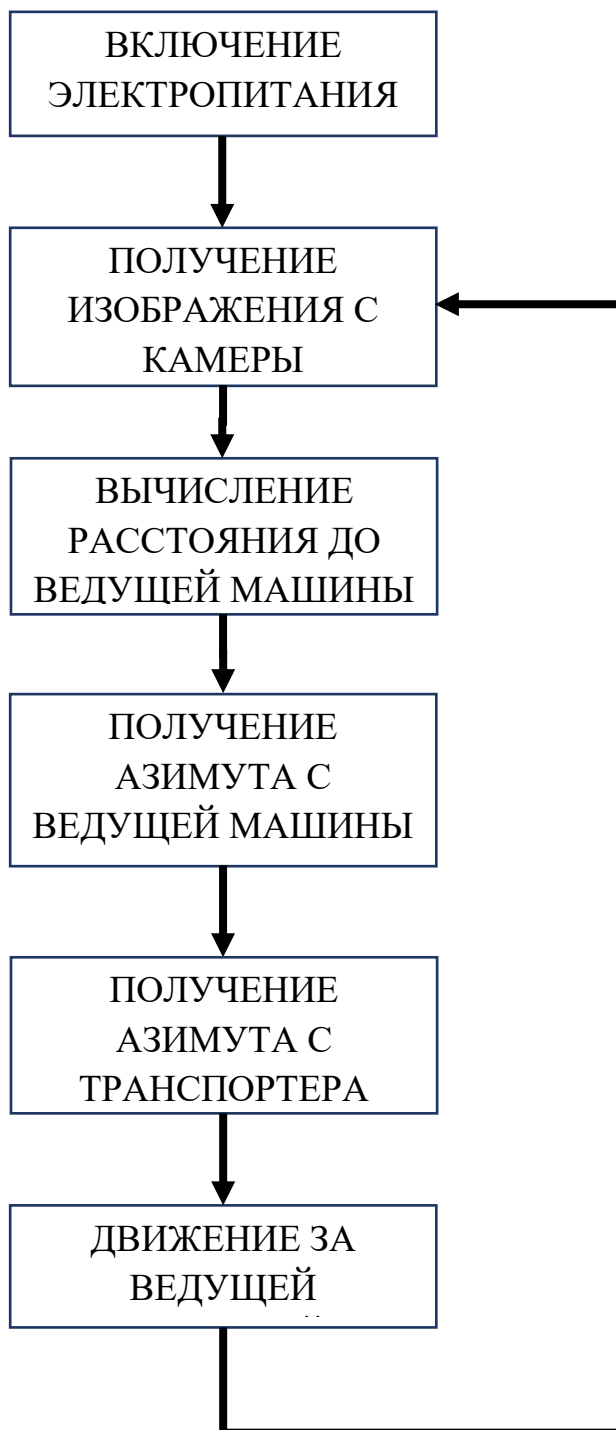 ВКЛЮЧЕНИЕ
ЭЛЕКТРОПИТАНИЯ
ПОЛУЧЕНИЕ
ИЗОБРАЖЕНИЯ С
КАМЕРЫ
ВЫЧИСЛЕНИЕ
РАССТОЯНИЯ ДО
ВЕДУЩЕЙ МАШИНЫ
ПОЛУЧЕНИЕ
АЗИМУТА С
ВЕДУЩЕЙ МАШИНЫ
ПОЛУЧЕНИЕ
АЗИМУТА С
ТРАНСПОРТЕРА
ДВИЖЕНИЕ ЗА
ВЕДУЩЕЙ